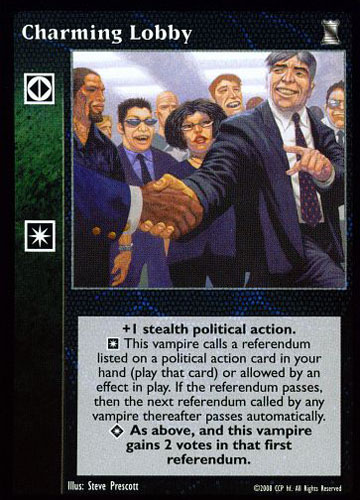 Charming Lobby
+1 stealth political action.
This vampire calls a referendum
listed on a political action card in your
hand (play that card) or allowed by an
effect in play. If the referendum passes,
then the next referendum called by any
vampire thereafter passes automatically.
As above, and this vampire
gains 2 votes in that first
referendum.
Illus: Steve Prescott
©2008 CCP hf. All Rights Reserved